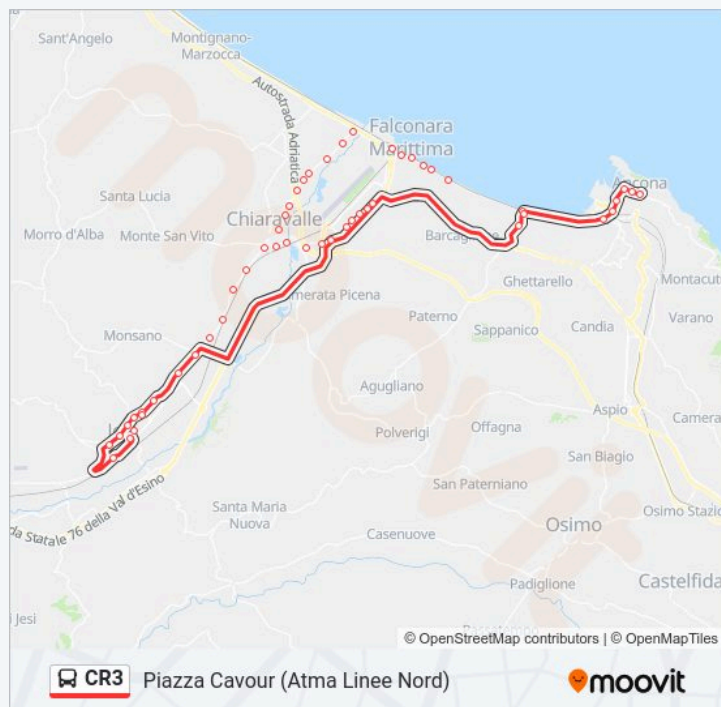 Sant'Angelo
Montignano-
Marzocca
Autostrada Adriatica
Falconara
Marittima
Ancona
Santa Lucia
Chiaravalle
Morro d'Alba
Monte San Vito
Barcaglione
Montacuto
Ghettarello
Camerata Picena
Varano
Paterno
Candia
Sappanico
Monsano
Agugliano
Aspio
Camera
Polverigi
Offagna
San Biagio
San Paterniano
da Statale 76 della Val d'Esino
Santa Maria
Nuova
Osimo
Osimo Stazio
Casenuove
Castelfida
Padiglione
i Jesi
moovit
© OpenStreetMap contributors | © OpenMapTiles
CR3 Piazza Cavour (Atma Linee Nord)
moovit